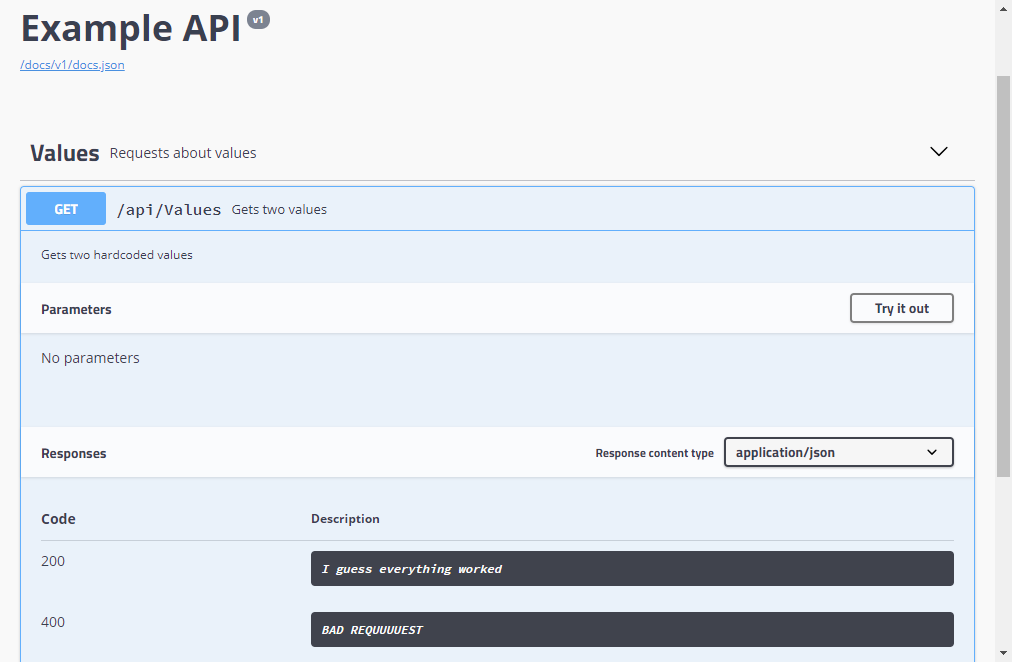 Example API v1
/docs/v1/docs.json
Values Requests about values
GET /api/Values Gets two values
Gets two hardcoded values
Parameters Try it out
No parameters
Responses Response content type application/json
Code Description
200 I guess everything worked
400 BAD REQUUUUEST